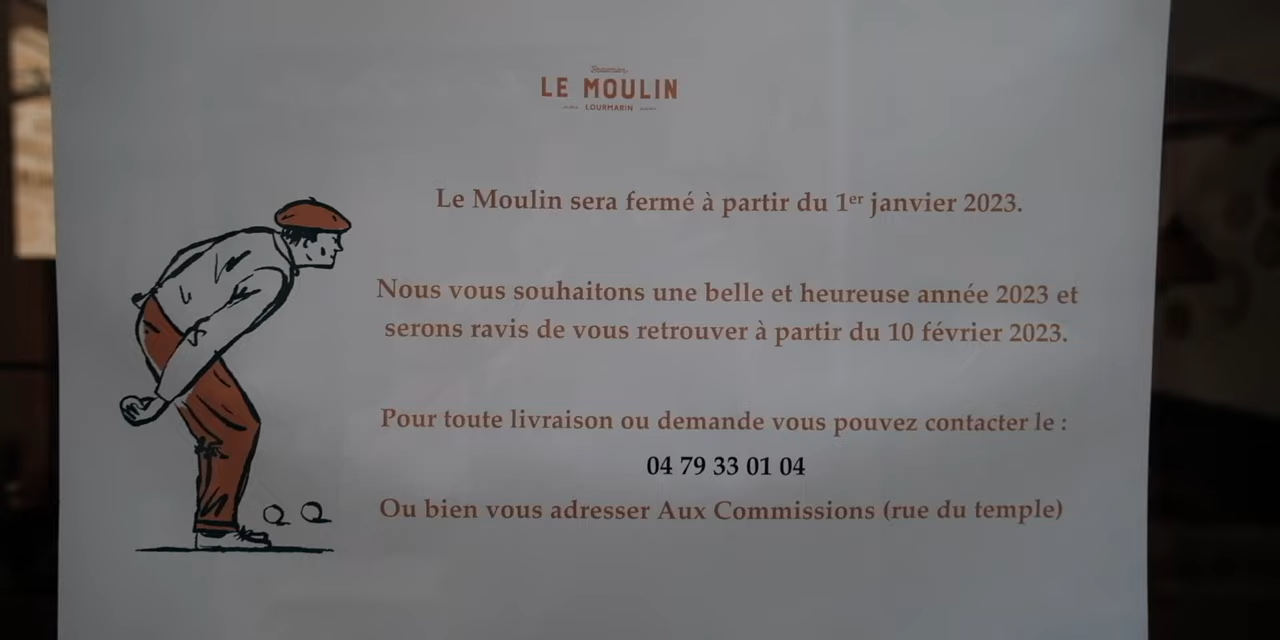 Beaumier
LE MOULIN
LOURMARIN
Le Moulin sera fermé à partir du 1er janvier 2023.
Nous vous souhaitons une belle et heureuse année 2023 et
serons ravis de vous retrouver à partir du 10 février 2023.
Pour toute livraison ou demande vous pouvez contacter le :
04 79 33 01 04
Ou bien vous adresser Aux Commissions (rue du temple)